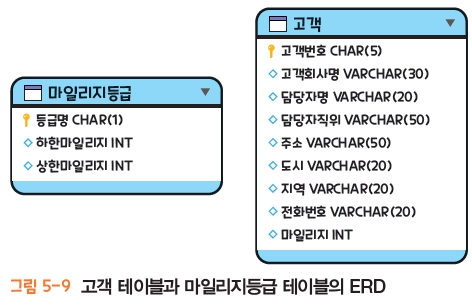 마일리지등급
등급명 CHAR(1)
하한마일리지 INT
상한마일리지 INT
고객
고객번호 CHAR(5)
고객회사명 VARCHAR(30)
담당자명 VARCHAR(20)
담당자직위 VARCHAR(50)
주소 VARCHAR(50)
도시 VARCHAR(20)
지역 VARCHAR(20)
전화번호 VARCHAR(20)
마일리지 INT
그림 5-9 고객 테이블과 마일리지등급 테이블의 ERD